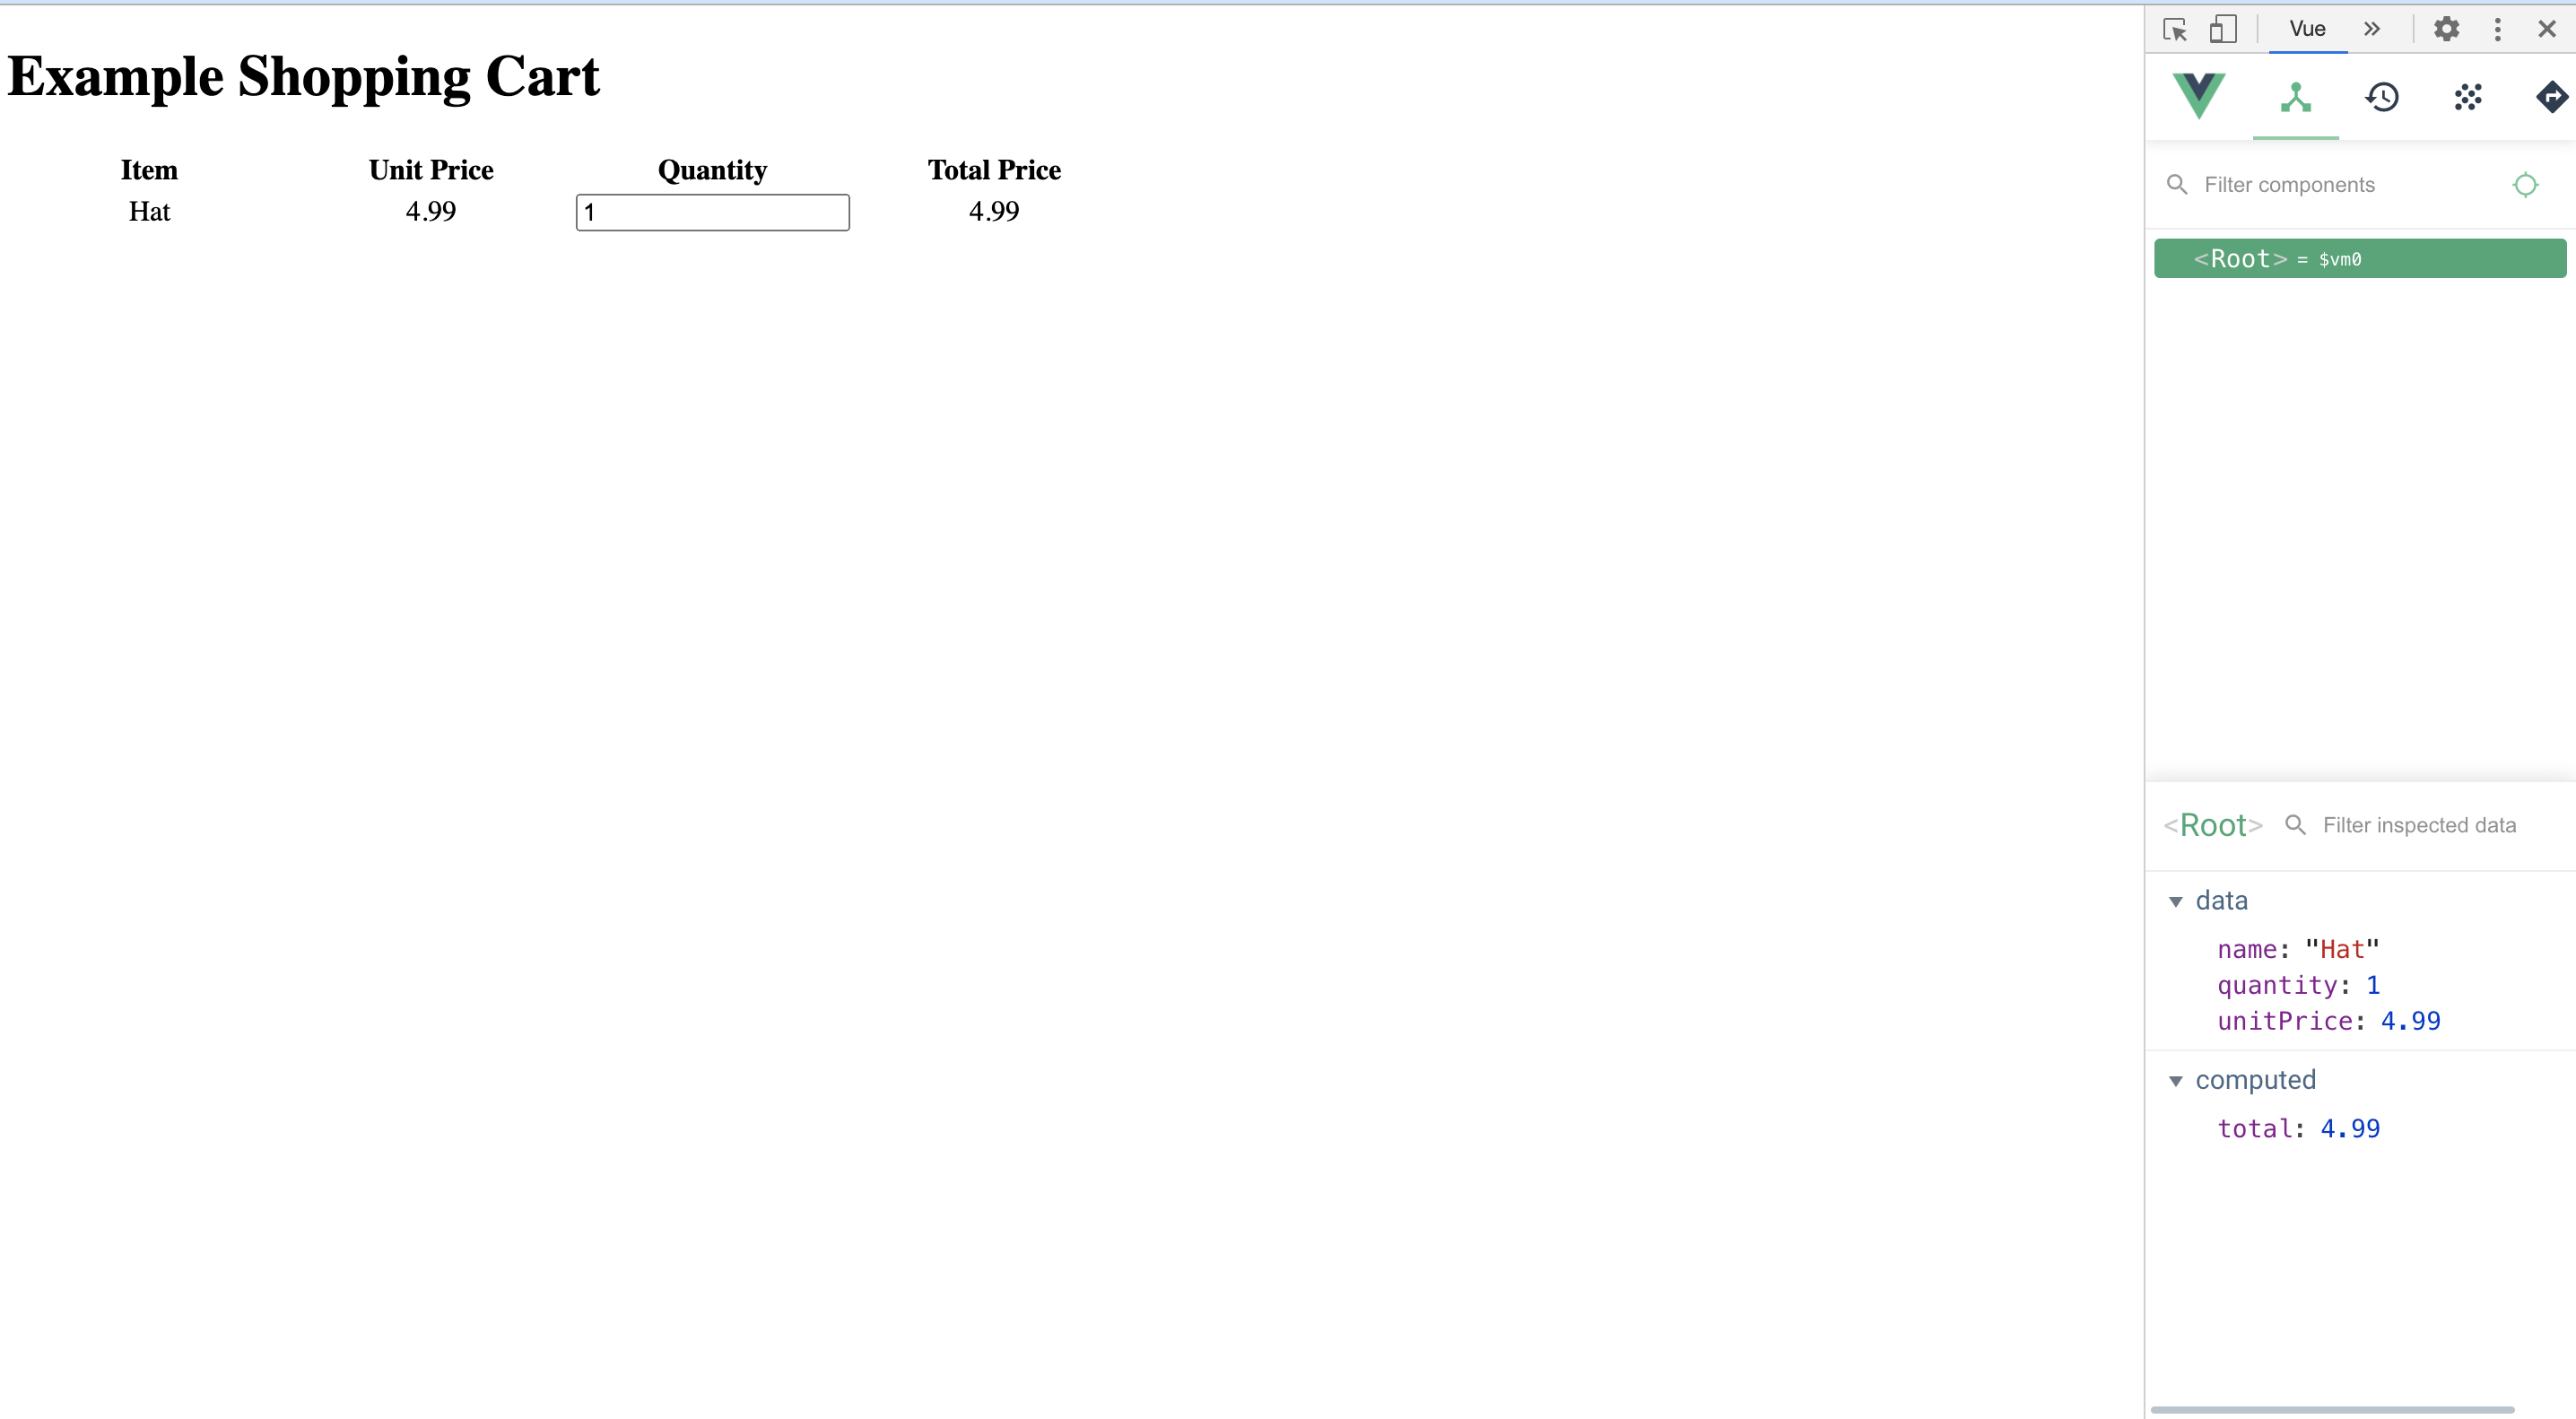 Example Shopping Cart
Item Unit Price Quantity Total Price
Hat 4.99 1 4.99
Vue
Filter components
<Root> = $vm0
<Root> Filter inspected data
data
name: "Hat"
quantity: 1
unitPrice: 4.99
computed
total: 4.99